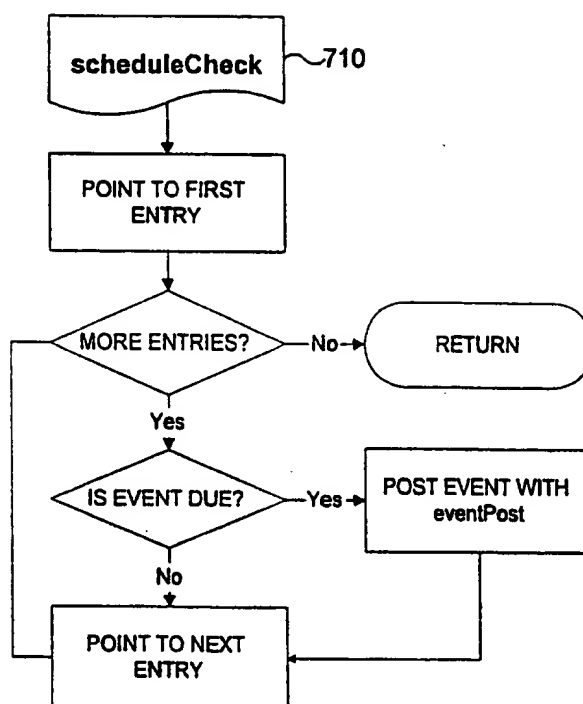 scheduleCheck
710
POINT TO FIRST
ENTRY
MORE ENTRIES?
No
RETURN
Yes
IS EVENT DUE?
Yes
POST EVENT WITH
eventPost
No
POINT TO NEXT
ENTRY